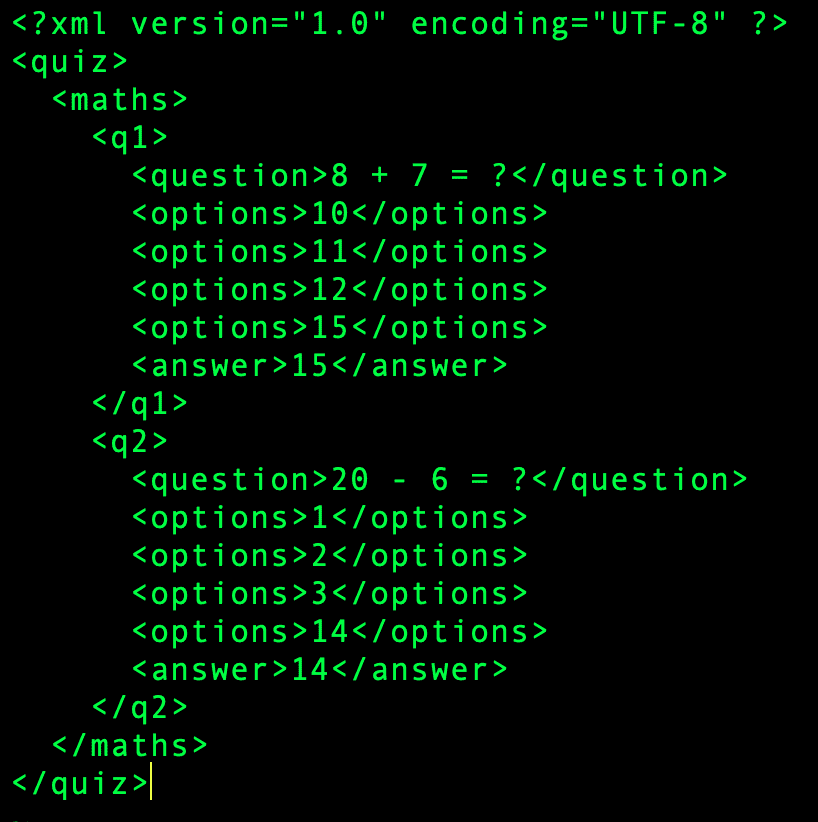 <?xml version="1.0" encoding="UTF-8" ?>
<quiz>
  <maths>
    <q1>
      <question>8 + 7 = ?</question>
      <options>10</options>
      <options>11</options>
      <options>12</options>
      <options>15</options>
      <answer>15</answer>
    </q1>
    <q2>
      <question>20 - 6 = ?</question>
      <options>1</options>
      <options>2</options>
      <options>3</options>
      <options>14</options>
      <answer>14</answer>
    </q2>
  </maths>
</quiz>